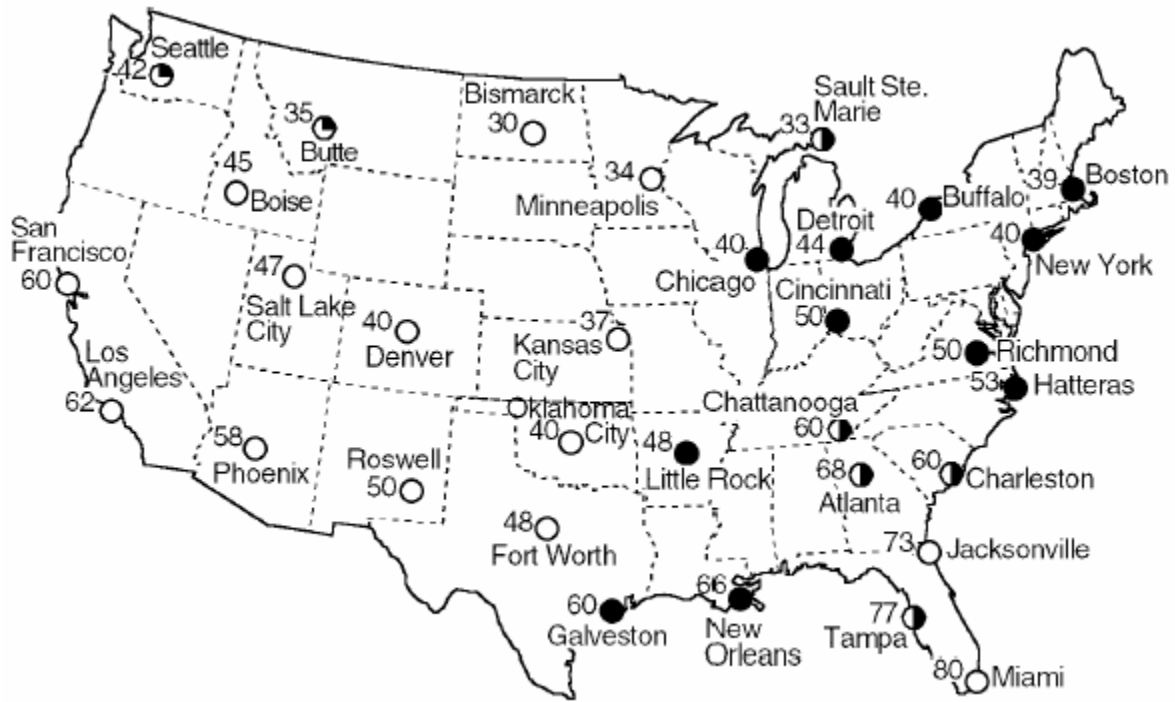 Seattle
42
35
Butte
Bismarck
30
Sault Ste.
Marie
33
45
Boise
34
Minneapolis
Boston
39
Buffalo
40
Detroit
44
40
New York
San
Francisco
60
40
Chicago
47
Salt Lake
City
Cincinnati
50
40
Denver
37
Kansas
City
50
Richmond
Los
Angeles
62
53
Hatteras
Chattanooga
60
Oklahoma
City
40
58
Phoenix
Roswell
50
48
Little Rock
68
Atlanta
60
Charleston
48
Fort Worth
73
Jacksonville
60
Galveston
66
New
Orleans
77
Tampa
80
Miami